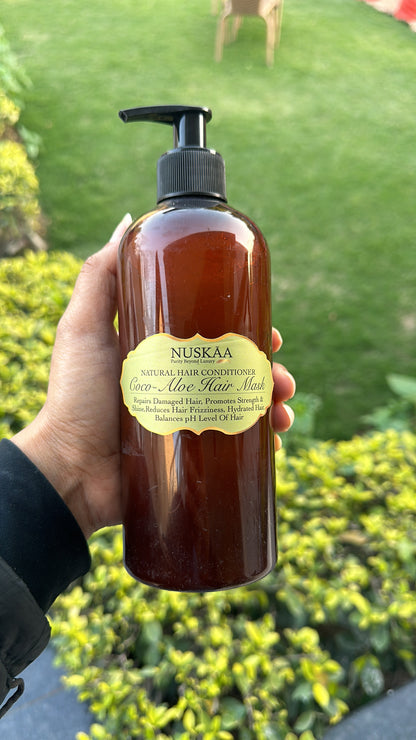 NUSKAA
Purity Beyond Luxury
NATURAL HAIR CONDITIONER
Coco-Aloe Hair Mask
Repairs Damaged Hair, Promotes Strength &
Shine,Reduces Hair Frizziness, Hydrated Hair,
Balances pH Level Of Hair